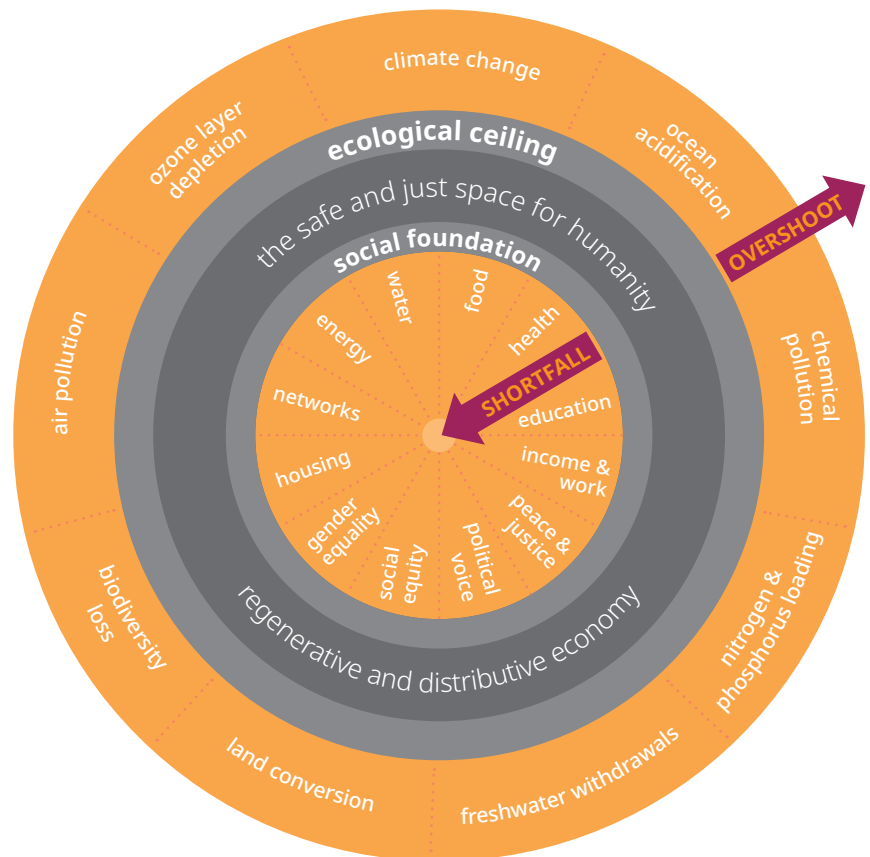 climate change
ocean
acidification
OVERSHOOT
chemical
pollution
nitrogen &
phosphorus loading
freshwater withdrawals
land conversion
biodiversity
loss
air pollution
ozone layer
depletion
ecological ceiling
the safe and just space for humanity
social foundation
water
food
health
SHORTFALL
education
income &
work
peace &
justice
political
voice
social
equity
gender
equality
housing
networks
energy
regenerative and distributive economy